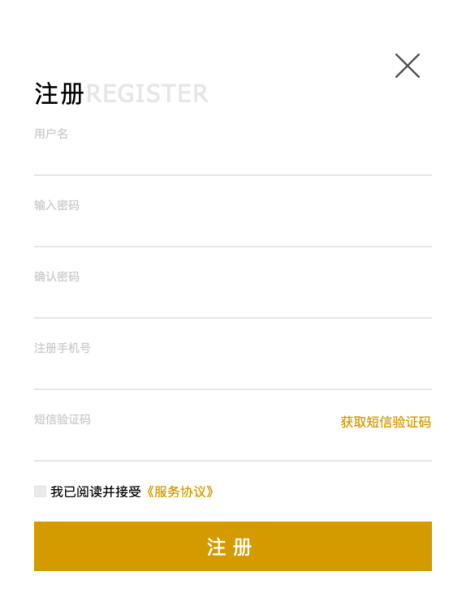 注册REGISTER
用户名
输入密码
确认密码
注册手机号
短信验证码 获取短信验证码
我已阅读并接受《服务协议》
注 册